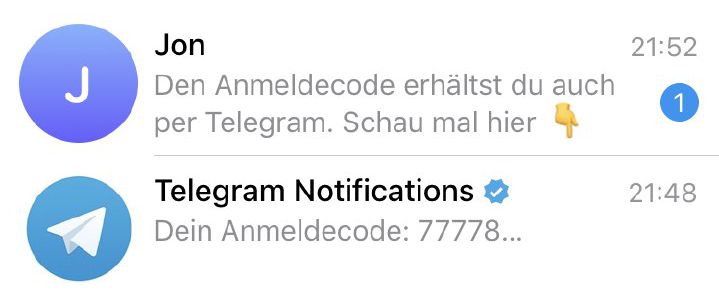 J
Jon
21:52
Den Anmeldecode erhältst du auch
per Telegram. Schau mal hier 👇
1
Telegram Notifications
21:48
Dein Anmeldecode: 77778...